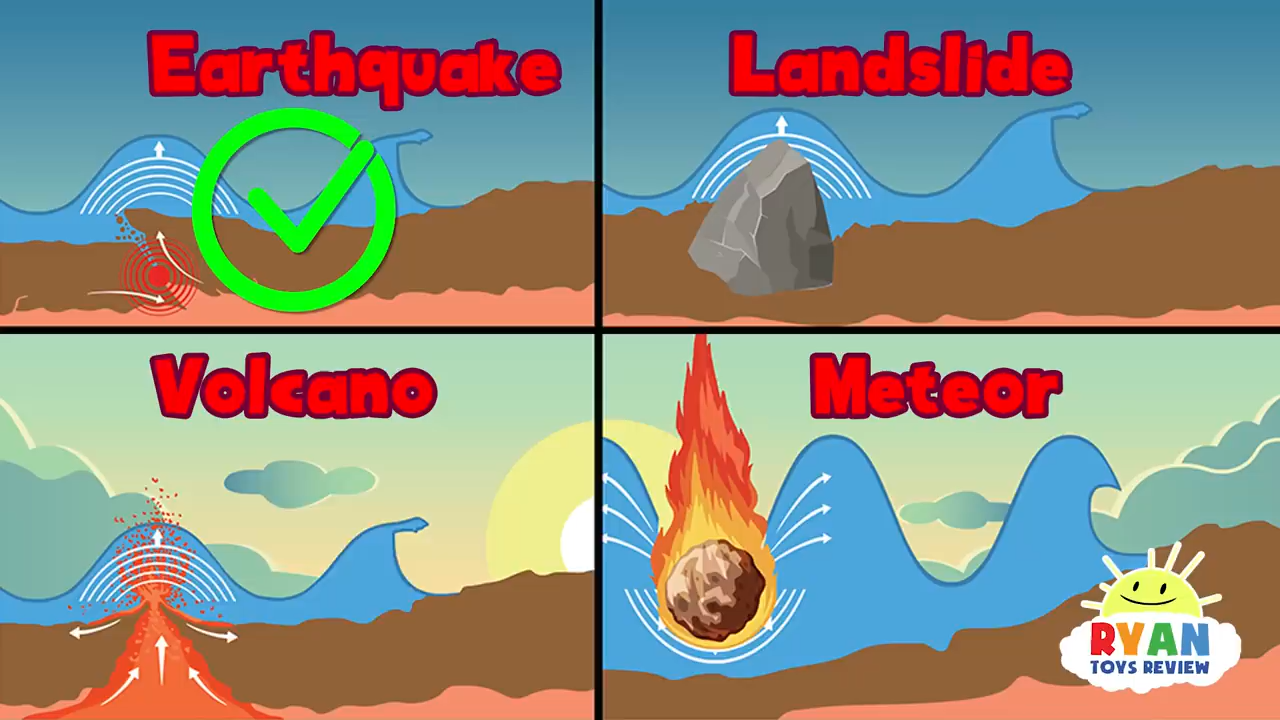 Earthquake
Landslide
Volcano
Meteor
RYAN
TOYS REVIEW